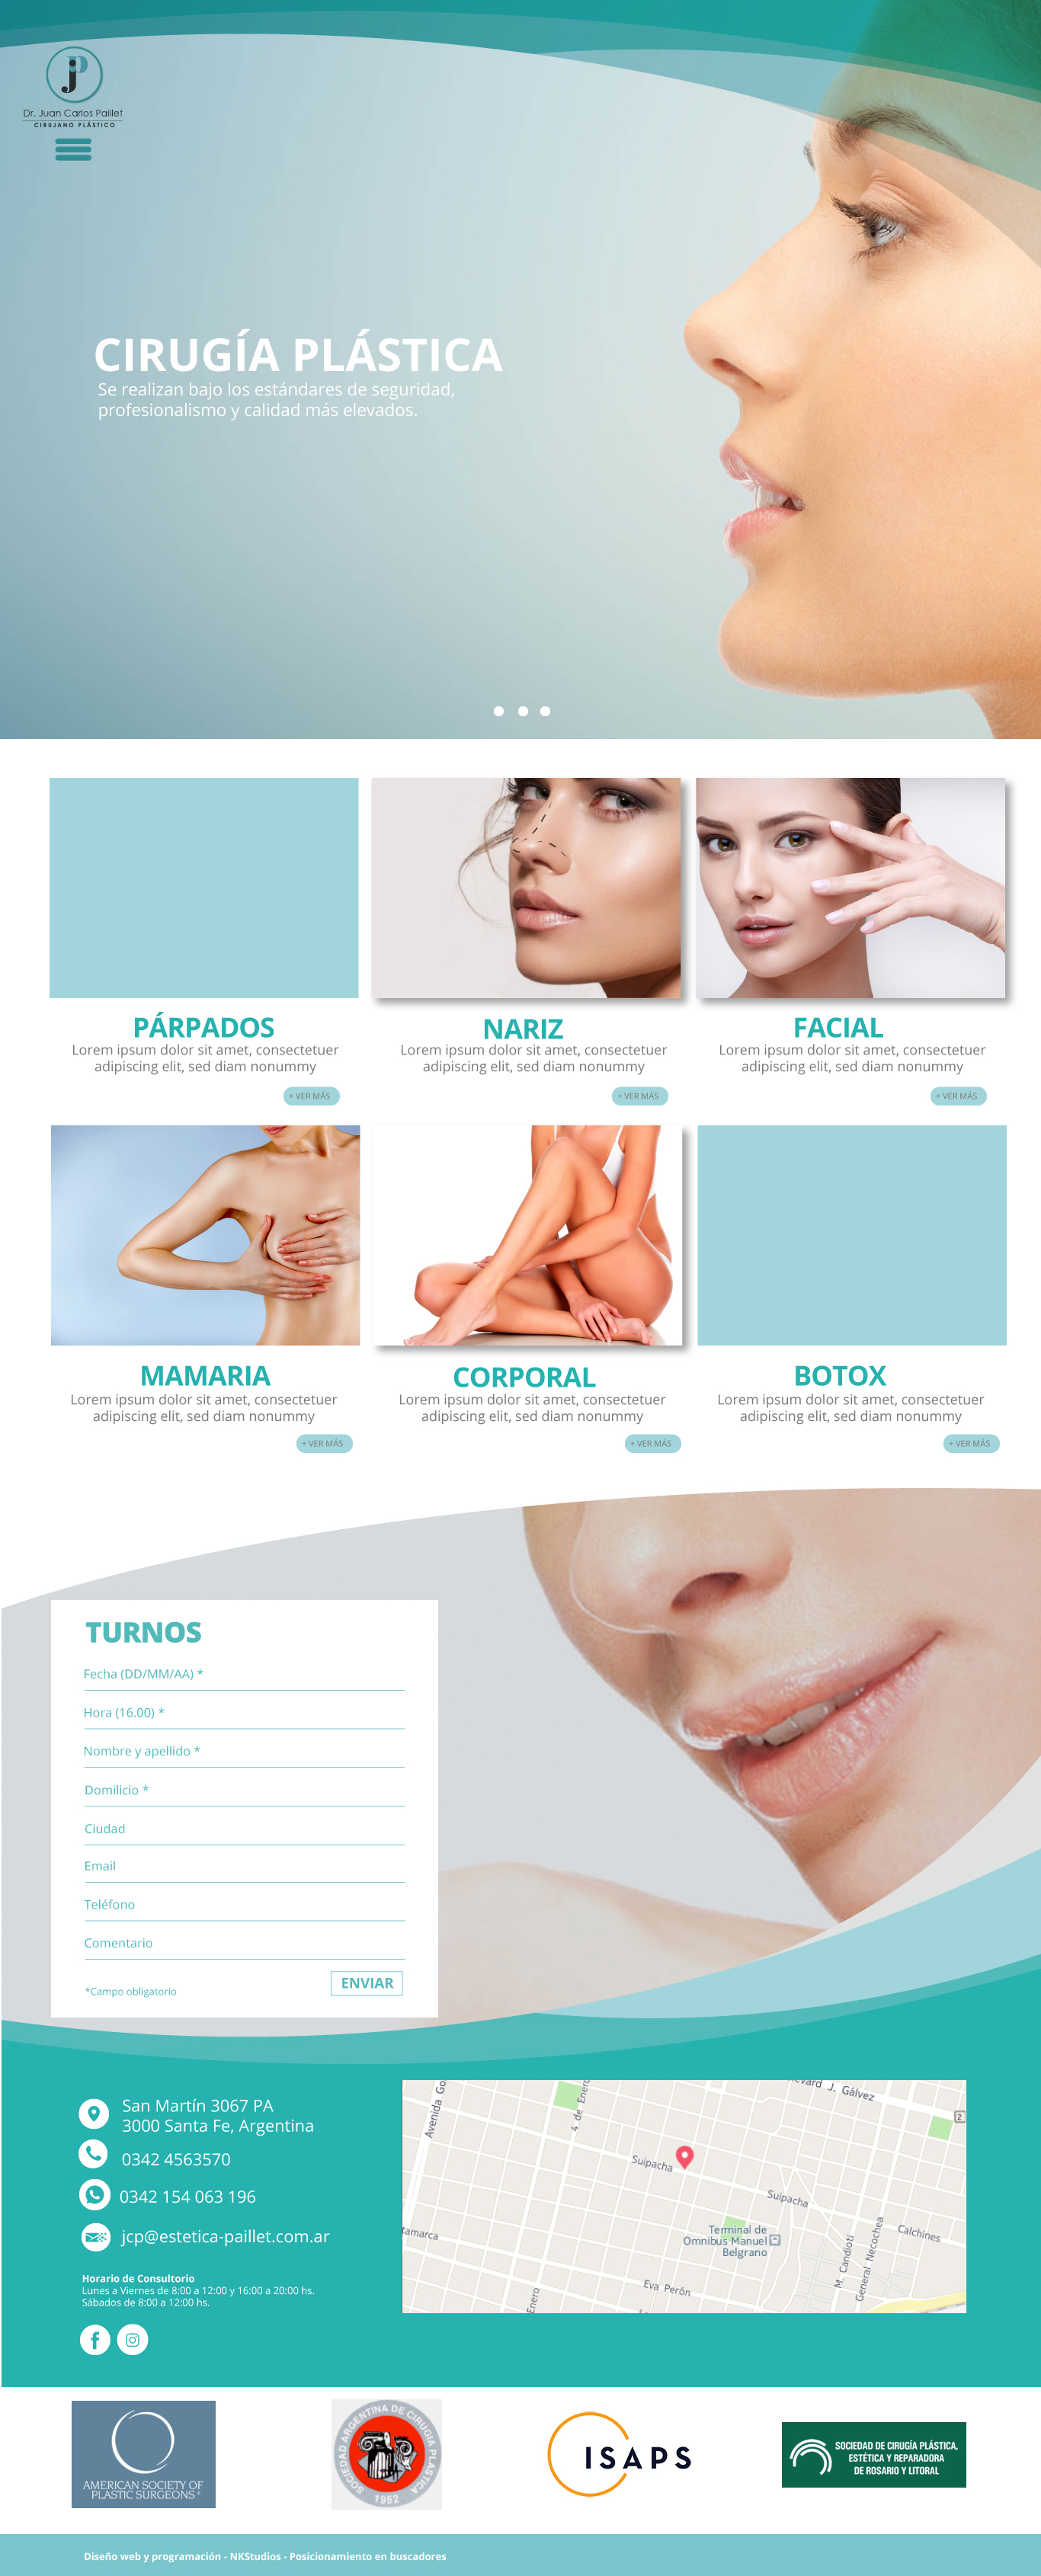 jP
Dr. Juan Carlos Paillet
CIRUJANO PLÁSTICO
CIRUGÍA PLÁSTICA
Se realizan bajo los estándares de seguridad,
profesionalismo y calidad más elevados.
PÁRPADOS
Lorem ipsum dolor sit amet, consectetuer
adipiscing elit, sed diam nonummy
+ VER MÁS
NARIZ
Lorem ipsum dolor sit amet, consectetuer
adipiscing elit, sed diam nonummy
+ VER MÁS
FACIAL
Lorem ipsum dolor sit amet, consectetuer
adipiscing elit, sed diam nonummy
+ VER MÁS
MAMARIA
Lorem ipsum dolor sit amet, consectetuer
adipiscing elit, sed diam nonummy
+ VER MÁS
CORPORAL
Lorem ipsum dolor sit amet, consectetuer
adipiscing elit, sed diam nonummy
+ VER MÁS
BOTOX
Lorem ipsum dolor sit amet, consectetuer
adipiscing elit, sed diam nonummy
+ VER MÁS
TURNOS
Fecha (DD/MM/AA) *
Hora (16.00) *
Nombre y apellido *
Domilicio *
Ciudad
Email
Teléfono
Comentario
*Campo obligatorio
ENVIAR
San Martín 3067 PA
3000 Santa Fe, Argentina
0342 4563570
0342 154 063 196
jcp@estetica-paillet.com.ar
Horario de Consultorio
Lunes a Viernes de 8:00 a 12:00 y 16:00 a 20:00 hs.
Sábados de 8:00 a 12:00 hs.
Avenida Go
4 de Enero
evard J. Gálvez
2
Suipacha
Suipacha
tamarca
Terminal de
Omnibus Manuel
Belgrano
Calchines
M. Candioti
General Necochea
Eva Perón
Enero
AMERICAN SOCIETY OF
PLASTIC SURGEONS®
SOCIEDAD ARGENTINA DE CIRUGIA PLASTICA
1952
ISAPS
SOCIEDAD DE CIRUGÍA PLÁSTICA,
ESTÉTICA Y REPARADORA
DE ROSARIO Y LITORAL
Diseño web y programación - NKStudios - Posicionamiento en buscadores